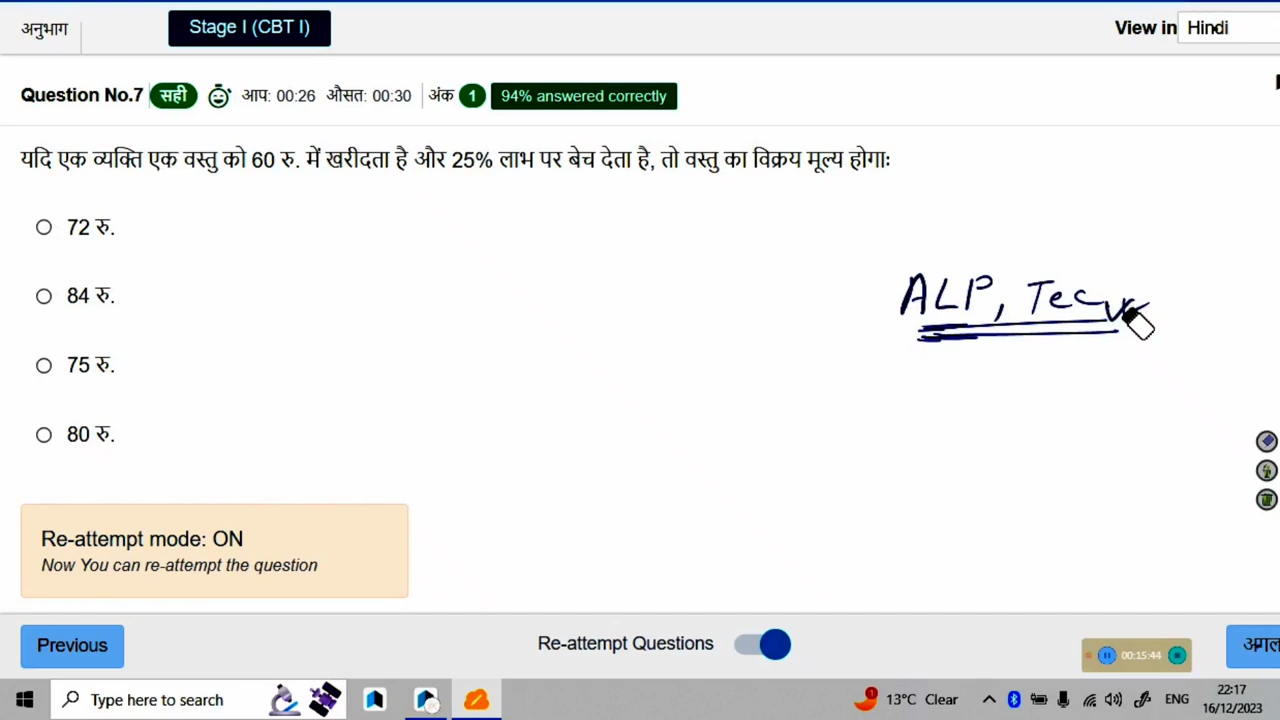 अनुभाग Stage I (CBT I) View in Hindi
Question No.7 सही आप: 00:26 औसत: 00:30 अंक 1 94% answered correctly
यदि एक व्यक्ति एक वस्तु को 60 रु. में खरीदता है और 25% लाभ पर बेच देता है, तो वस्तु का विक्रय मूल्य होगाः
72 रु.
ALP, Tec
84 रु.
75 रु.
80 रु.
Re-attempt mode: ON
Now You can re-attempt the question
Previous Re-attempt Questions 00:15:44 अगल
Type here to search 1 13°C Clear ENG 22:17
16/12/2023